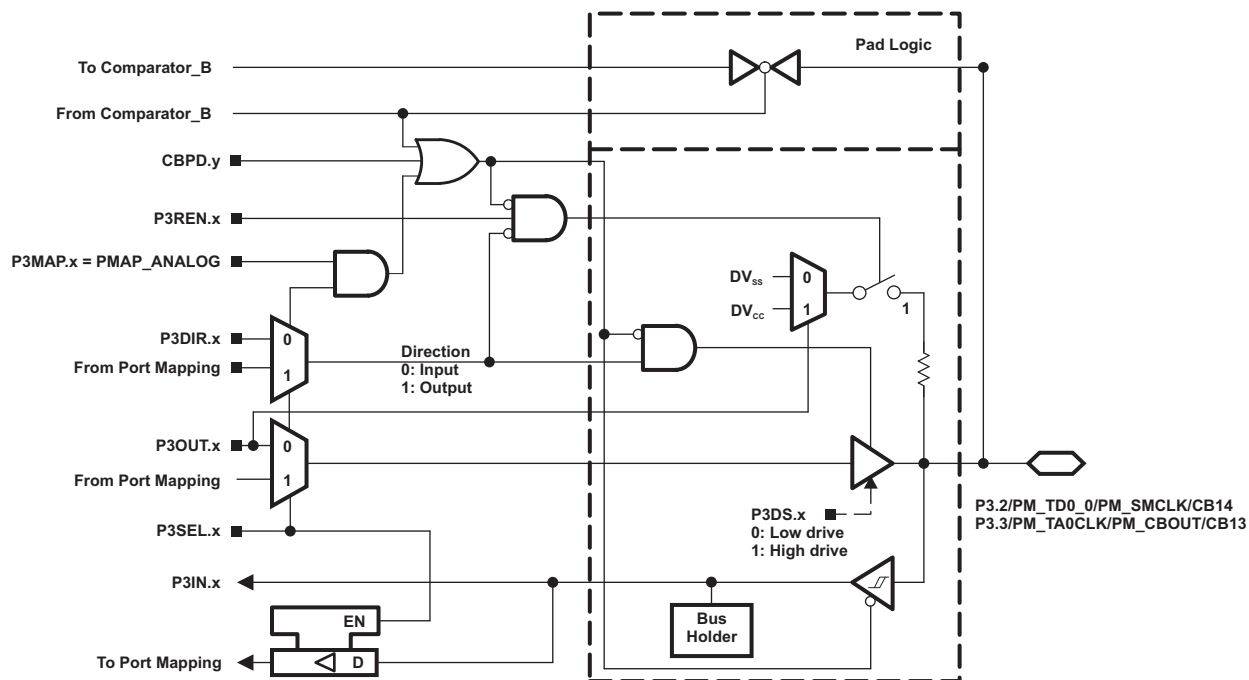 Pad Logic
To Comparator_B
From Comparator_B
CBPD.y
P3REN.x
P3MAP.x = PMAP_ANALOG
DVSS
0
DVCC
1
1
P3DIR.x
0
From Port Mapping
1
Direction
0: Input
1: Output
P3OUT.x
0
From Port Mapping
1
P3SEL.x
P3DS.x
0: Low drive
1: High drive
P3.2/PM_TD0_0/PM_SMCLK/CB14
P3.3/PM_TA0CLK/PM_CBOUT/CB13
P3IN.x
Bus
Holder
EN
To Port Mapping
D